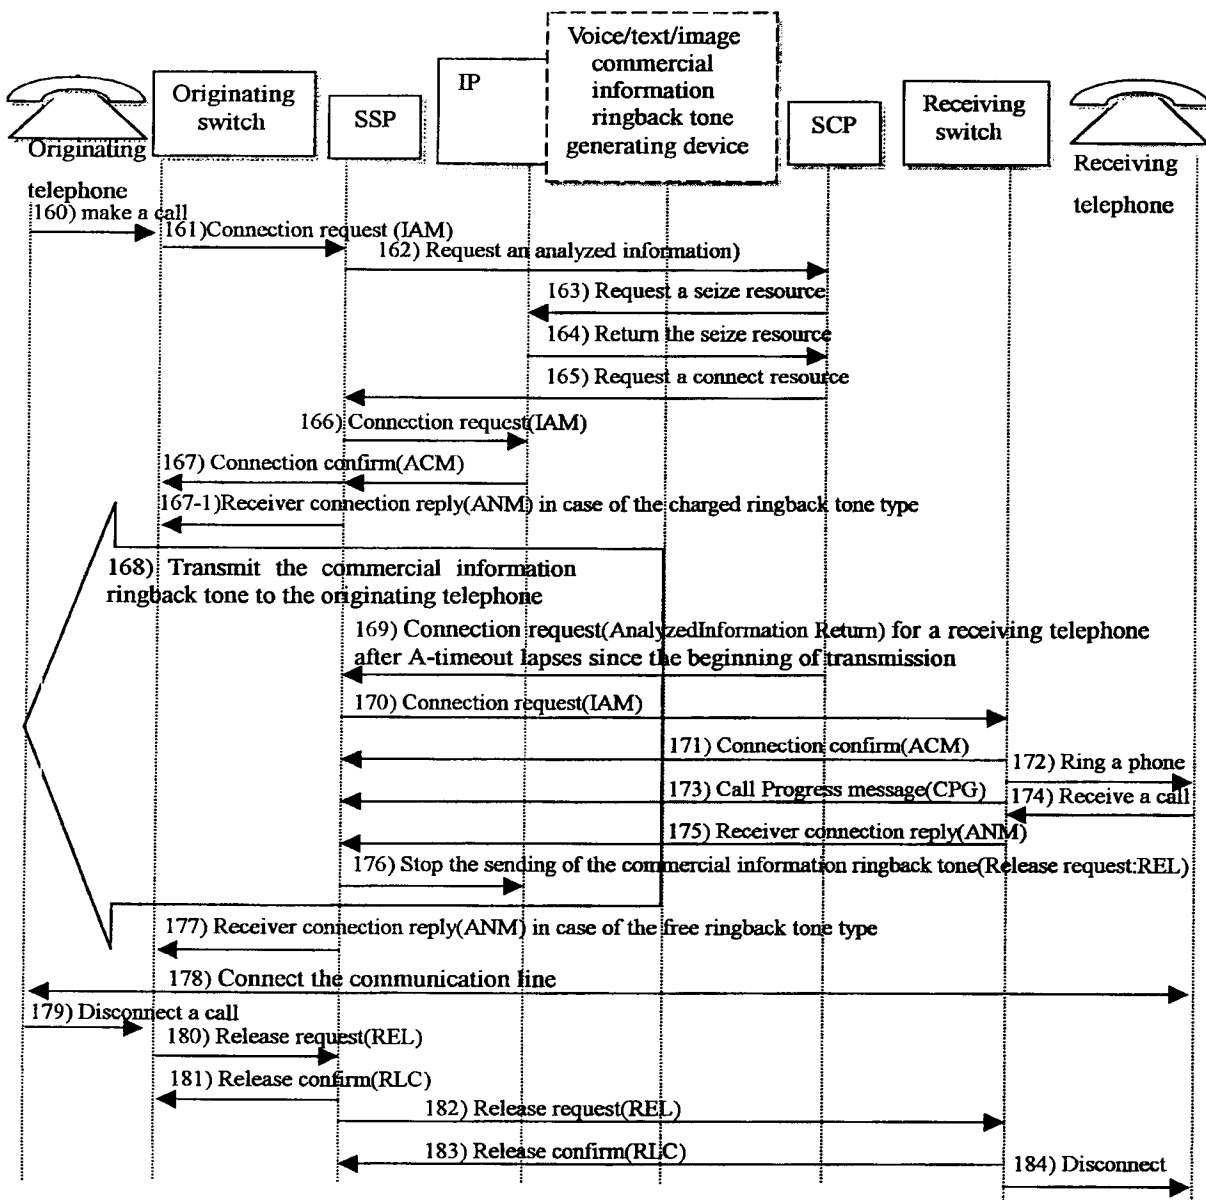 Voice/text/image
commercial
information
ringback tone
generating device
IP
Originating
switch
SSP
SCP
Receiving
switch
Originating
telephone
Receiving
telephone
160) make a call
161)Connection request (IAM)
162) Request an analyzed information)
163) Request a seize resource
164) Return the seize resource
165) Request a connect resource
166) Connection request(IAM)
167) Connection confirm(ACM)
167-1)Receiver connection reply(ANM) in case of the charged ringback tone type
168) Transmit the commercial information
ringback tone to the originating telephone
169) Connection request(AnalyzedInformation Return) for a receiving telephone
after A-timeout lapses since the beginning of transmission
170) Connection request(IAM)
171) Connection confirm(ACM)
172) Ring a phone
173) Call Progress message(CPG)
174) Receive a call
175) Receiver connection reply(ANM)
176) Stop the sending of the commercial information ringback tone(Release request:REL)
177) Receiver connection reply(ANM) in case of the free ringback tone type
178) Connect the communication line
179) Disconnect a call
180) Release request(REL)
181) Release confirm(RLC)
182) Release request(REL)
183) Release confirm(RLC)
184) Disconnect